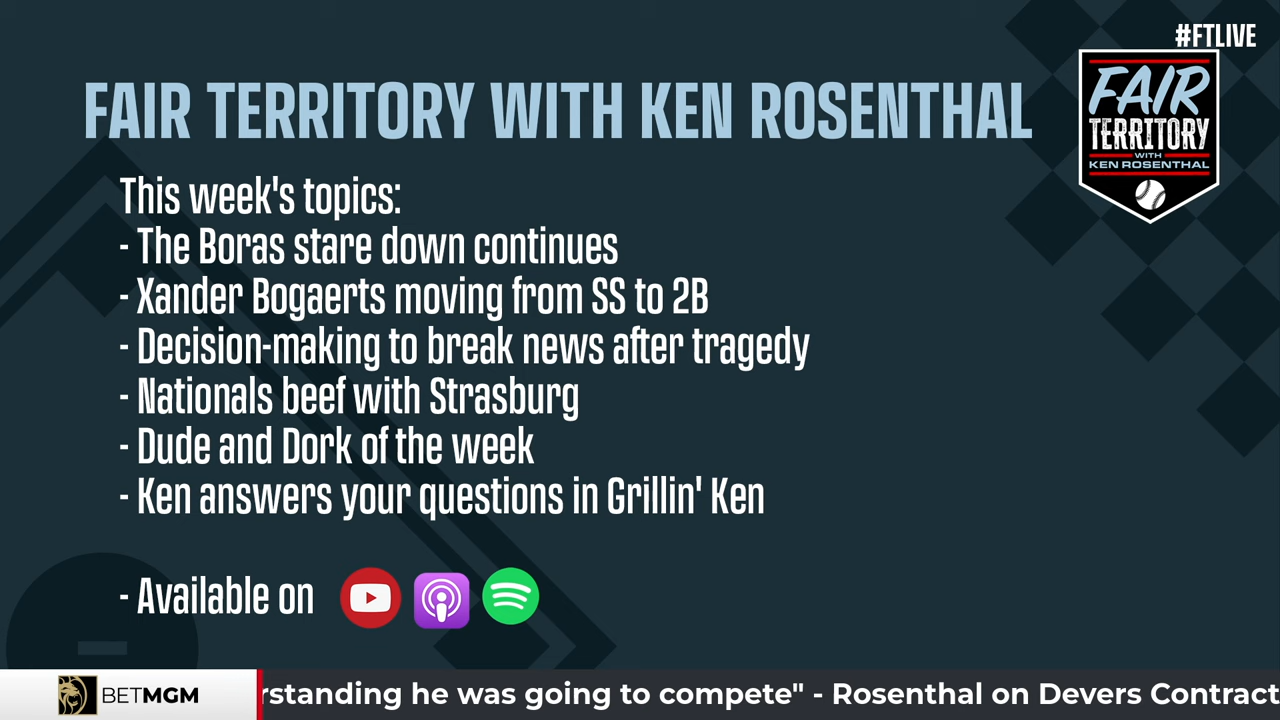 #FTLIVE
FAIR TERRITORY WITH KEN ROSENTHAL
FAIR
TERRITORY
WITH
KEN ROSENTHAL
This week's topics:
- The Boras stare down continues
- Xander Bogaerts moving from SS to 2B
- Decision-making to break news after tragedy
- Nationals beef with Strasburg
- Dude and Dork of the week
- Ken answers your questions in Grillin' Ken
- Available on
BETMGM
rstanding he was going to compete" - Rosenthal on Devers Contract